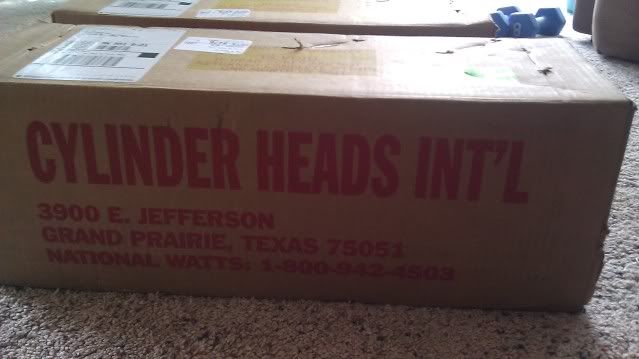 CYLINDER HEADS INT'L
3900 E. JEFFERSON
GRAND PRAIRIE, TEXAS 75051
NATIONAL WATTS: 1-800-942-4503